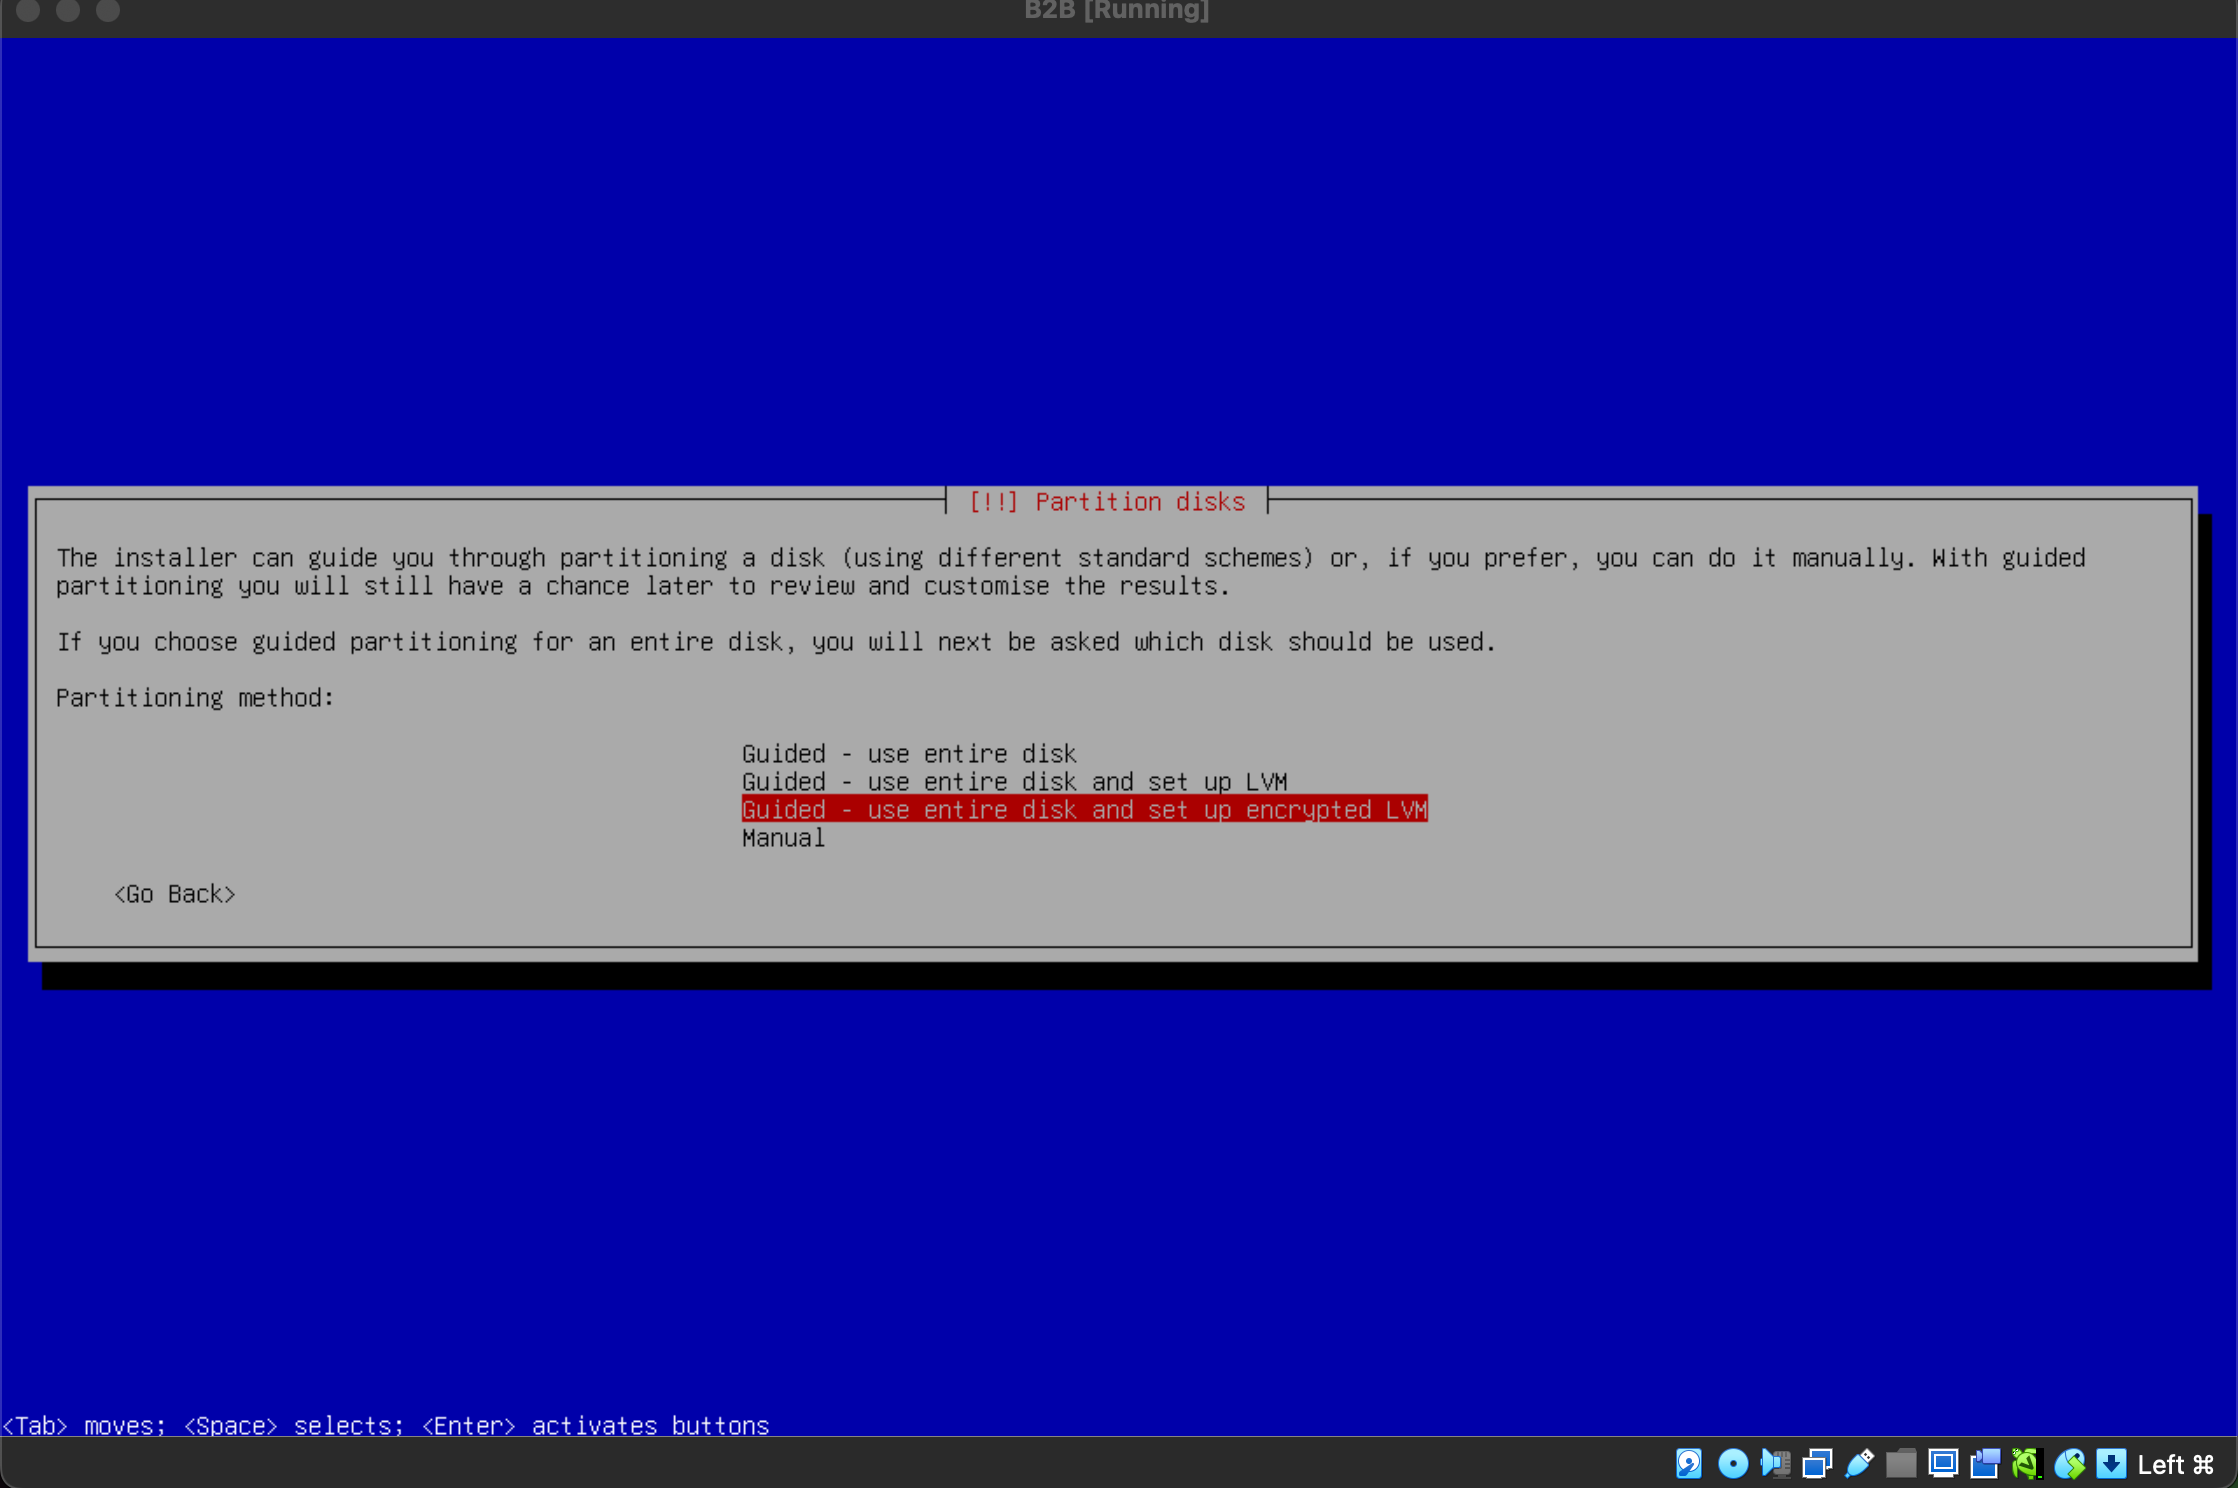 B2B [Running]
[!!] Partition disks
The installer can guide you through partitioning a disk (using different standard schemes) or, if you prefer, you can do it manually. With guided
partitioning you will still have a chance later to review and customise the results.
If you choose guided partitioning for an entire disk, you will next be asked which disk should be used.
Partitioning method:
Guided - use entire disk
Guided - use entire disk and set up LVM
Guided - use entire disk and set up encrypted LVM
Manual
<Go Back>
<Tab> moves; <Space> selects; <Enter> activates buttons
Left ⌘